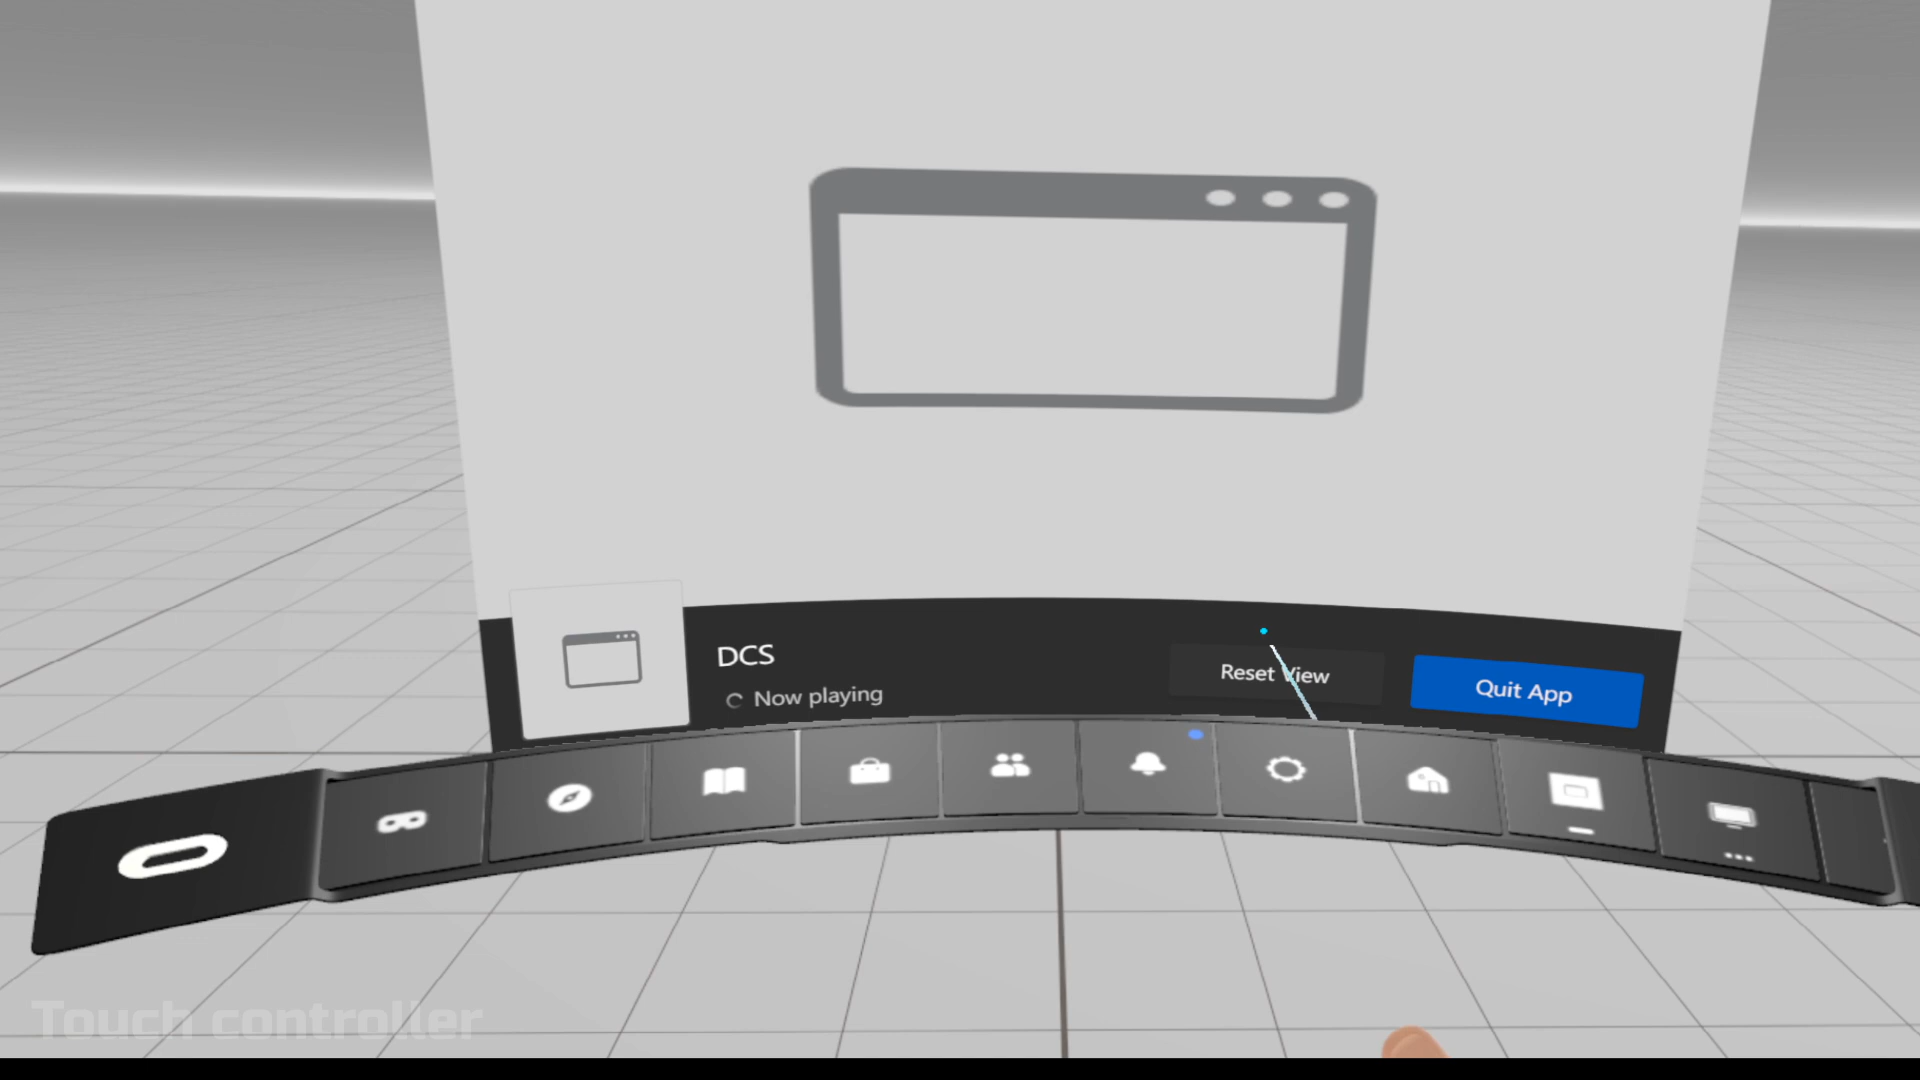 DCS
Now playing
Reset View
Quit App
Touch controller